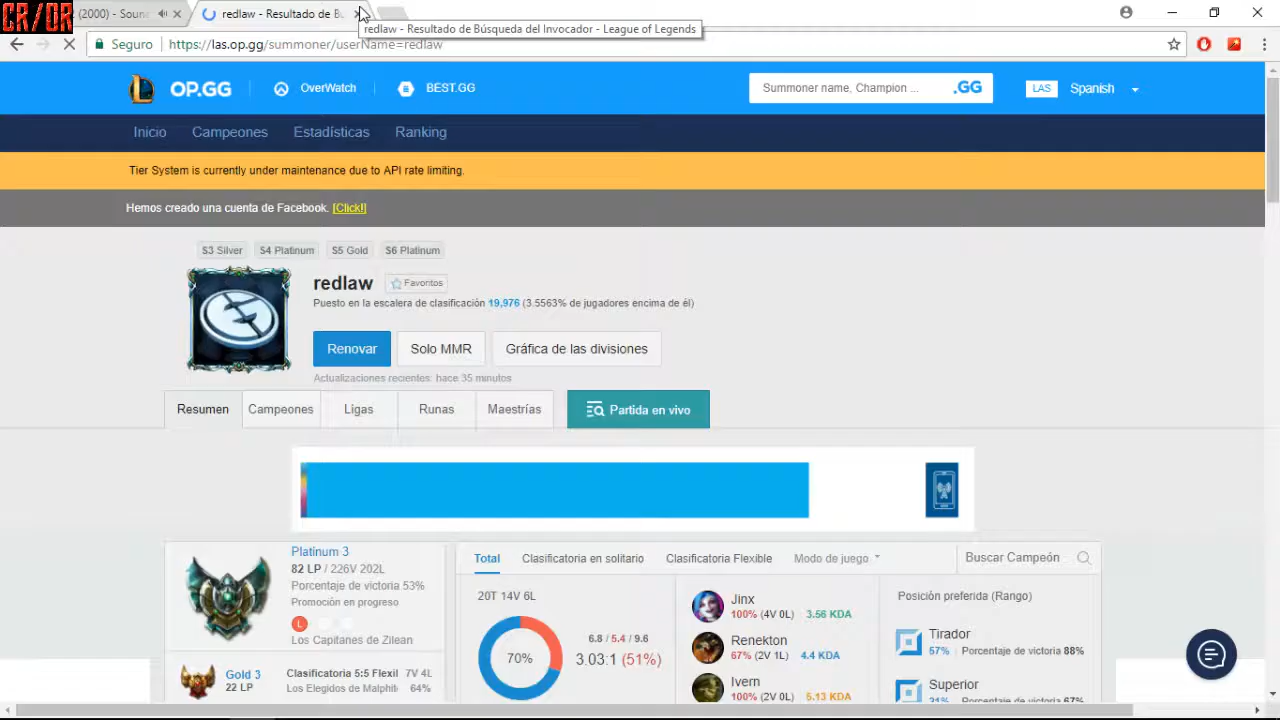 CR/OR
(2000) - Soun
redlaw - Resultado de Bú
redlaw - Resultado de Búsqueda del Invocador - League of Legends
Seguro
https://las.op.gg/summoner/userName=redlaw
OP.GG
OverWatch
BEST.GG
Summoner name, Champion ...
.GG
LAS
Spanish
Inicio
Campeones
Estadísticas
Ranking
Tier System is currently under maintenance due to API rate limiting.
Hemos creado una cuenta de Facebook. [Click!]
S3 Silver
S4 Platinum
S5 Gold
S6 Platinum
redlaw
Favoritos
Puesto en la escalera de clasificación 19,976 (3.5563% de jugadores encima de él)
Renovar
Solo MMR
Gráfica de las divisiones
Actualizaciones recientes: hace 35 minutos
Resumen
Campeones
Ligas
Runas
Maestrías
Partida en vivo
Platinum 3
82 LP / 226V 202L
Porcentaje de victoria 53%
Promoción en progreso
L
Los Capitanes de Zilean
Gold 3
22 LP
Clasificatoria 5:5 Flexil
7V 4L
Los Elegidos de Malphit
64%
Total
Clasificatoria en solitario
Clasificatoria Flexible
Modo de juego
Buscar Campeón
20T 14V 6L
70%
6.8 / 5.4 / 9.6
3.03:1 (51%)
Jinx
100% (4V 0L)
3.56 KDA
Renekton
67% (2V 1L)
4.4 KDA
Ivern
100% (2V 0L)
5.13 KDA
Posición preferida (Rango)
Tirador
57%
Porcentaje de victoria 88%
Superior
31%
Porcentaje de victoria 67%